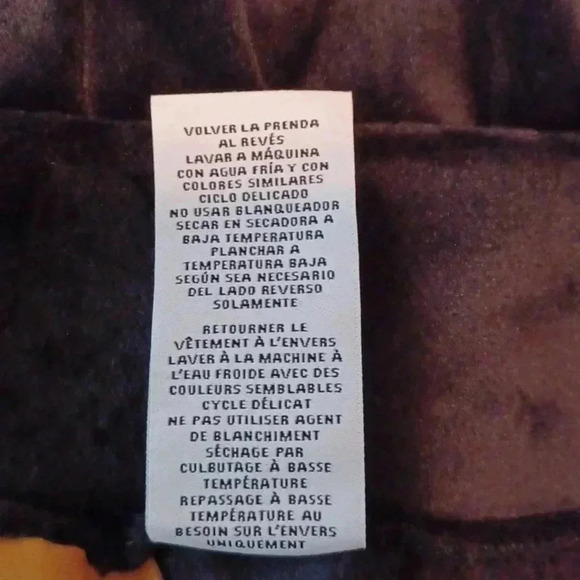 VOLVER LA PRENDA
AL REVÉS
LAVAR A MÁQUINA
CON AGUA FRÍA Y CON
COLORES SIMILARES
CICLO DELICADO
NO USAR BLANQUEADOR
SECAR EN SECADORA A
BAJA TEMPERATURA
PLANCHAR A
TEMPERATURA BAJA
SEGÚN SEA NECESARIO
DEL LADO REVERSO
SOLAMENTE
RETOURNER LE
VÊTEMENT À L'ENVERS
LAVER À LA MACHINE À
L'EAU FROIDE AVEC DES
COULEURS SEMBLABLES
CYCLE DÉLICAT
NE PAS UTILISER AGENT
DE BLANCHIMENT
SÉCHAGE PAR
CULBUTAGE À BASSE
TEMPÉRATURE
REPASSAGE À BASSE
TEMPÉRATURE AU
BESOIN SUR L'ENVERS
UNIQUEMENT